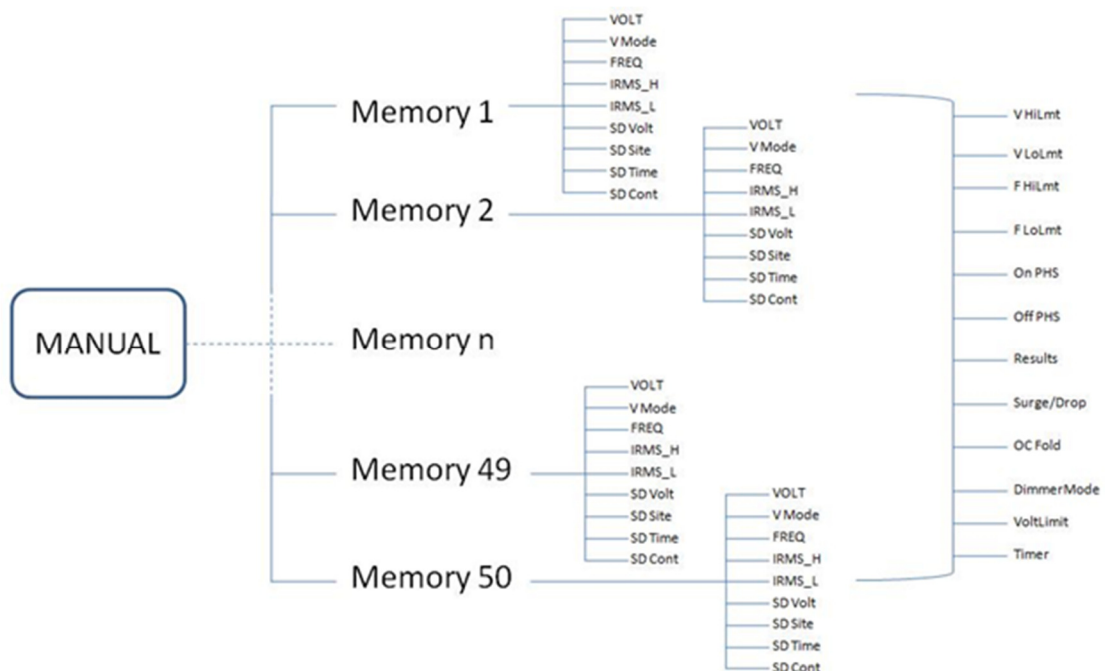 MANUAL
Memory 1
VOLT
V Mode
FREQ
IRMS_H
IRMS_L
SD Volt
SD Site
SD Time
SD Cont
Memory 2
VOLT
V Mode
FREQ
IRMS_H
IRMS_L
SD Volt
SD Site
SD Time
SD Cont
Memory n
Memory 49
VOLT
V Mode
FREQ
IRMS_H
IRMS_L
SD Volt
SD Site
SD Time
SD Cont
Memory 50
VOLT
V Mode
FREQ
IRMS_H
IRMS_L
SD Volt
SD Site
SD Time
SD Cont
V HiLmt
V LoLmt
F HiLmt
F LoLmt
On PHS
Off PHS
Results
Surge/Drop
OC Fold
DimmerMode
VoltLimit
Timer